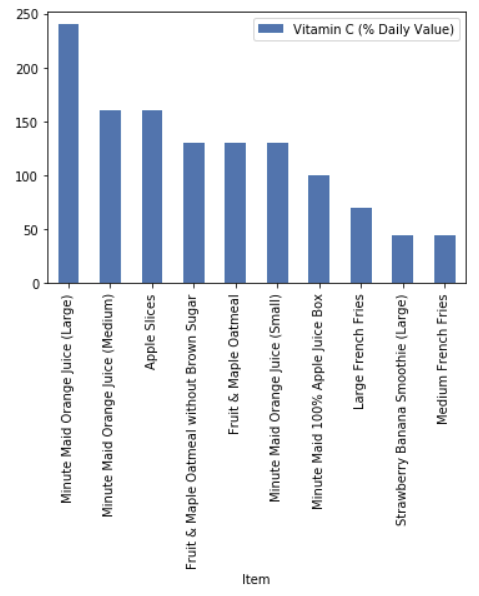 250
200
150
100
50
0
Vitamin C (% Daily Value)
Minute Maid Orange Juice (Large)
Minute Maid Orange Juice (Medium)
Apple Slices
Fruit & Maple Oatmeal without Brown Sugar
Fruit & Maple Oatmeal
Minute Maid Orange Juice (Small)
Minute Maid 100% Apple Juice Box
Large French Fries
Strawberry Banana Smoothie (Large)
Medium French Fries
Item